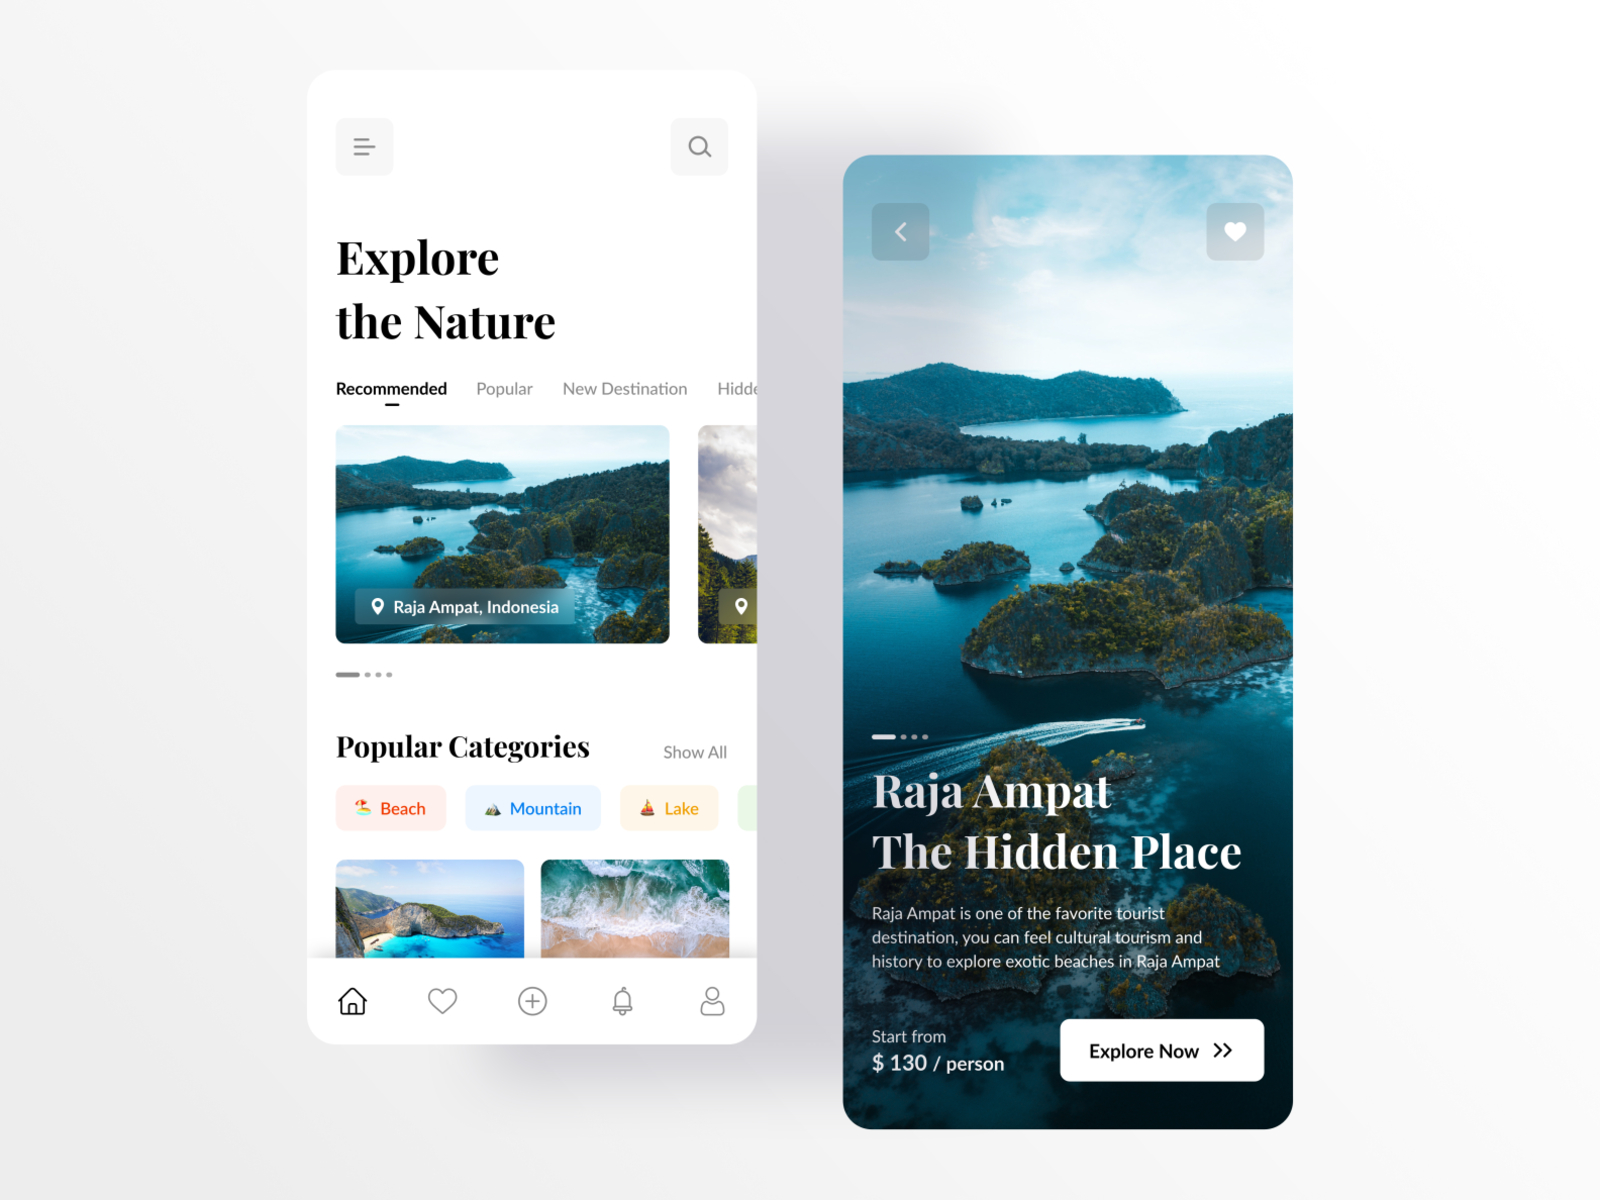 Explore
the Nature
Recommended Popular New Destination Hidde
Raja Ampat, Indonesia
Popular Categories Show All
Beach Mountain Lake
Raja Ampat
The Hidden Place
Raja Ampat is one of the favorite tourist
destination, you can feel cultural tourism and
history to explore exotic beaches in Raja Ampat
Start from
$ 130 / person
Explore Now